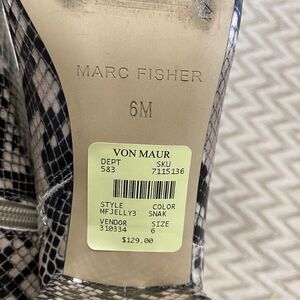 MARC FISHER
6M
VON MAUR
DEPT SKU
583 7115136
STYLE COLOR
MFJELLY3 SNAK
VENDOR SIZE
310334 6
$129.00